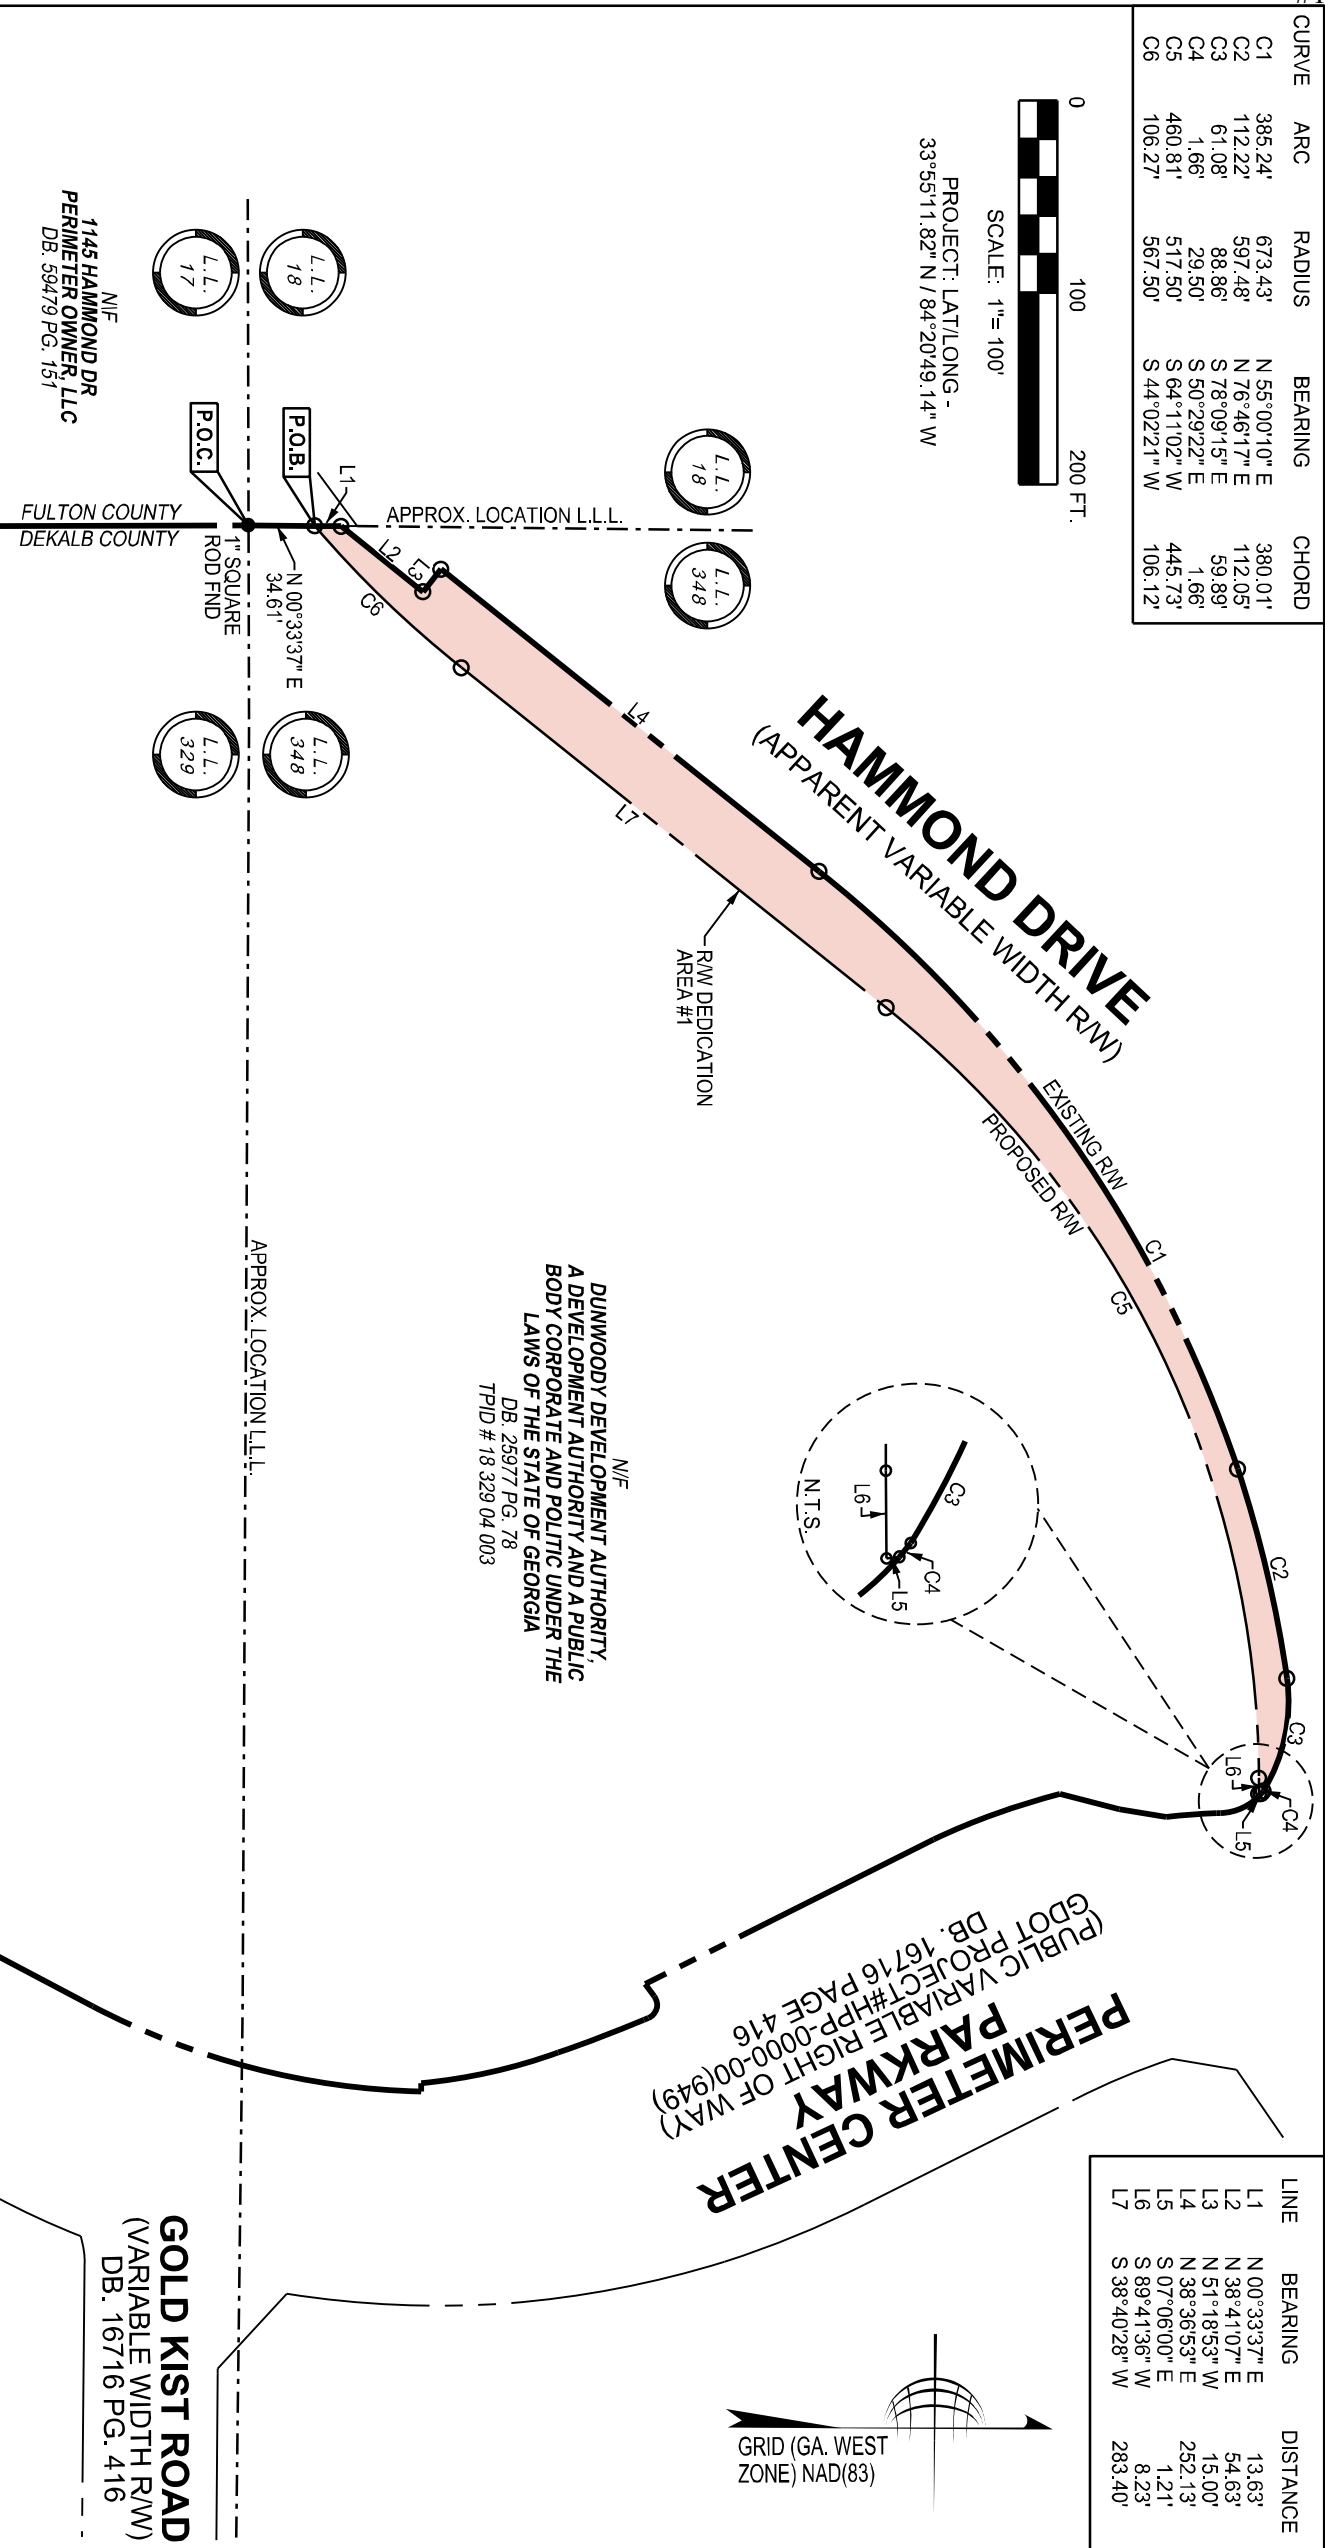 CURVE ARC RADIUS BEARING CHORD
C1 385.24' 673.43' N 55°00'10" E 380.01'
C2 112.22' 597.48' N 76°46'17" E 112.05'
C3 61.08' 88.86' S 78°09'15" E 59.89'
C4 1.66' 29.50' S 50°29'22" E 1.66'
C5 460.81' 517.50' S 64°11'02" W 445.73'
C6 106.27' 567.50' S 44°02'21" W 106.12'
LINE BEARING DISTANCE
L1 N 00°33'37" E 13.63'
L2 N 38°41'07" E 54.63'
L3 N 51°18'53" W 15.00'
L4 N 38°36'53" E 252.13'
L5 S 07°06'00" E 1.21'
L6 S 89°41'36" W 8.23'
L7 S 38°40'28" W 283.40'
0 100 200 FT.
SCALE: 1"= 100'
PROJECT: LAT/LONG -
33°55'11.82" N / 84°20'49.14" W
HAMMOND DRIVE
(APPARENT VARIABLE WIDTH R/W)
EXISTING R/W
PROPOSED R/W
C1
C5
C2
C3
C4
L5
L6
C3
C4
L5
L6
N.T.S.
L.L.
18
L.L.
348
APPROX. LOCATION L.L.L.
L1
L2
L3
C6
L4
L7
R/W DEDICATION
AREA #1
N/F
DUNWOODY DEVELOPMENT AUTHORITY,
A DEVELOPMENT AUTHORITY AND A PUBLIC
BODY CORPORATE AND POLITIC UNDER THE
LAWS OF THE STATE OF GEORGIA
DB. 25977 PG. 78
TPID # 18 329 04 003
PERIMETER CENTER
PARKWAY
(PUBLIC VARIABLE RIGHT OF WAY)
GDOT PROJECT#HPP-0000-00(949)
DB. 16716 PAGE 416
GRID (GA. WEST
ZONE) NAD(83)
L.L.
18
L.L.
17
P.O.B.
P.O.C.
N 00°33'37" E
34.61'
1" SQUARE
ROD FND
L.L.
348
L.L.
329
APPROX. LOCATION L.L.L.
N/F
1145 HAMMOND DR
PERIMETER OWNER, LLC
DB. 59479 PG. 151
FULTON COUNTY
DEKALB COUNTY
GOLD KIST ROAD
(VARIABLE WIDTH R/W)
DB. 16716 PG. 416